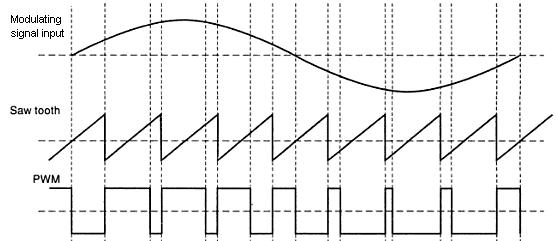 Modulating
signal input
Saw tooth
PWM